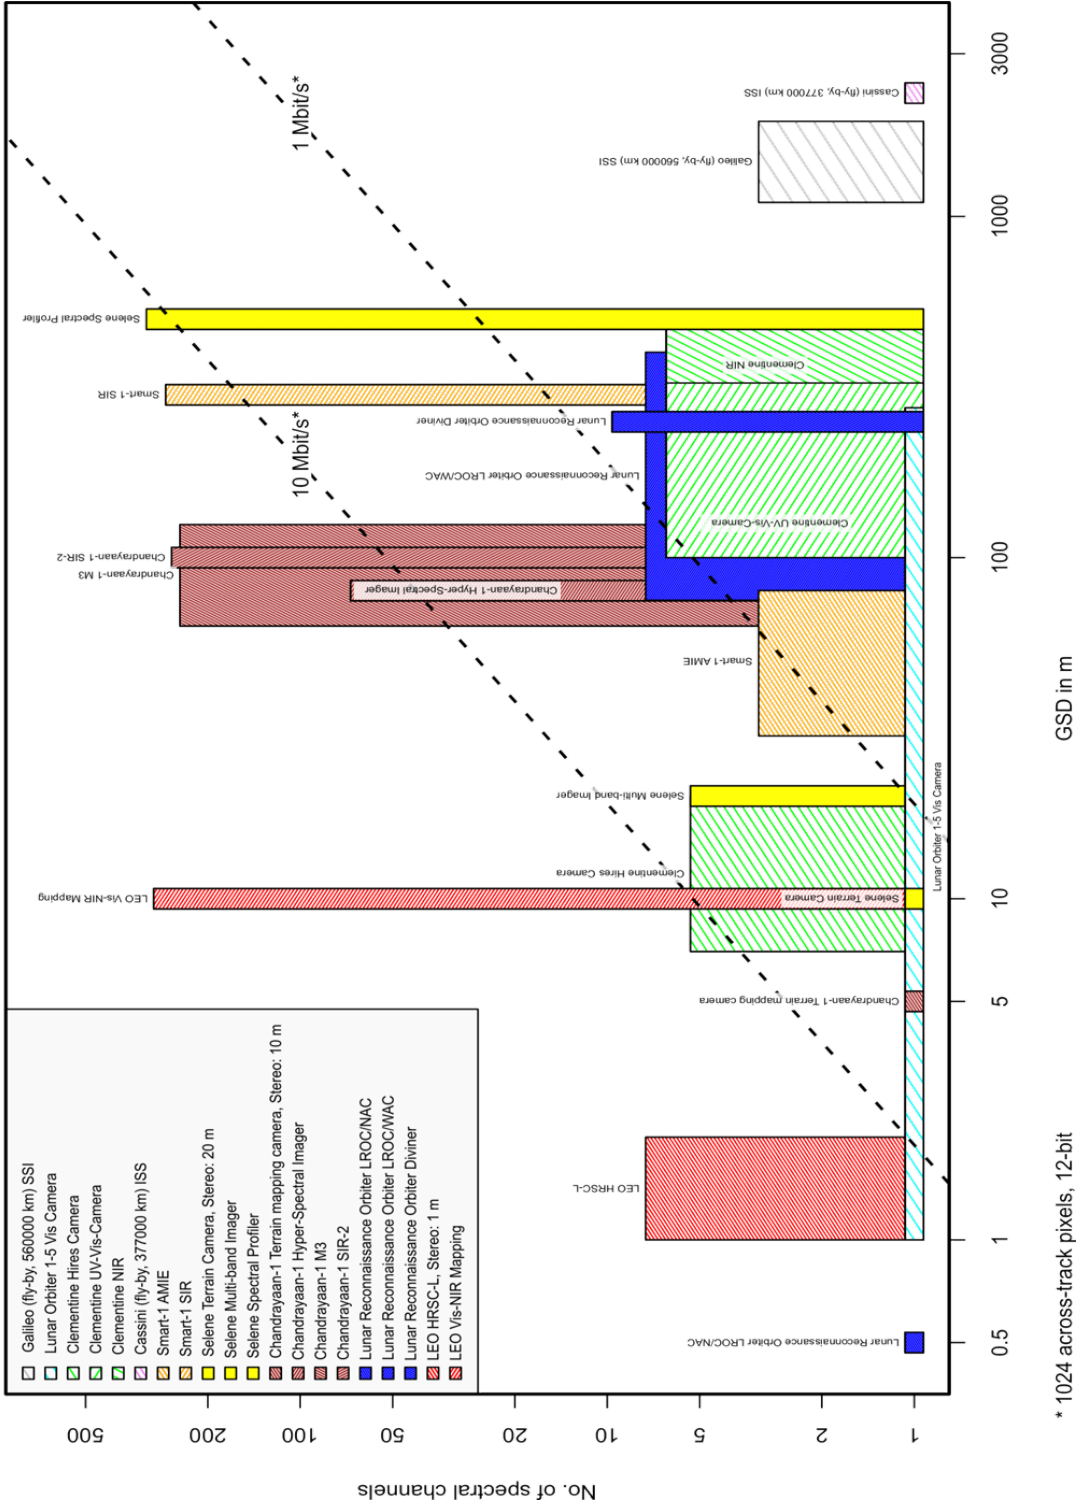 Galileo (fly-by, 560000 km) SSI
Lunar Orbiter 1-5 Vis Camera
Clementine Hires Camera
Clementine UV-Vis-Camera
Clementine NIR
Cassini (fly-by, 377000 km) ISS
Smart-1 AMIE
Smart-1 SIR
Selene Terrain Camera, Stereo: 20 m
Selene Multi-band Imager
Selene Spectral Profiler
Chandrayaan-1 Terrain mapping camera, Stereo: 10 m
Chandrayaan-1 Hyper-Spectral Imager
Chandrayaan-1 M3
Chandrayaan-1 SIR-2
Lunar Reconnaissance Orbiter LROC/NAC
Lunar Reconnaissance Orbiter LROC/WAC
Lunar Reconnaissance Orbiter Diviner
LEO HRSC-L, Stereo: 1 m
LEO Vis-NIR Mapping
No. of spectral channels
500
200
100
50
20
10
5
2
1
Lunar Reconnaissance Orbiter LROC/NAC
LEO HRSC-L
Chandrayaan-1 Terrain mapping camera
LEO Vis-NIR Mapping
Selene Terrain Camera
Clementine Hires Camera
Selene Multi-band Imager
Lunar Orbiter 1-5 Vis Camera
Smart-1 AMIE
Chandrayaan-1 Hyper-Spectral Imager
Chandrayaan-1 M3
Chandrayaan-1 SIR-2
Clementine UV-Vis-Camera
Lunar Reconnaissance Orbiter LROC/WAC
Lunar Reconnaissance Orbiter Diviner
Smart-1 SIR
Clementine NIR
Selene Spectral Profiler
Galileo (fly-by, 560000 km) SSI
Cassini (fly-by, 377000 km) ISS
10 Mbit/s*
1 Mbit/s*
0.5
1
5
10
100
1000
3000
GSD in m
* 1024 across-track pixels, 12-bit